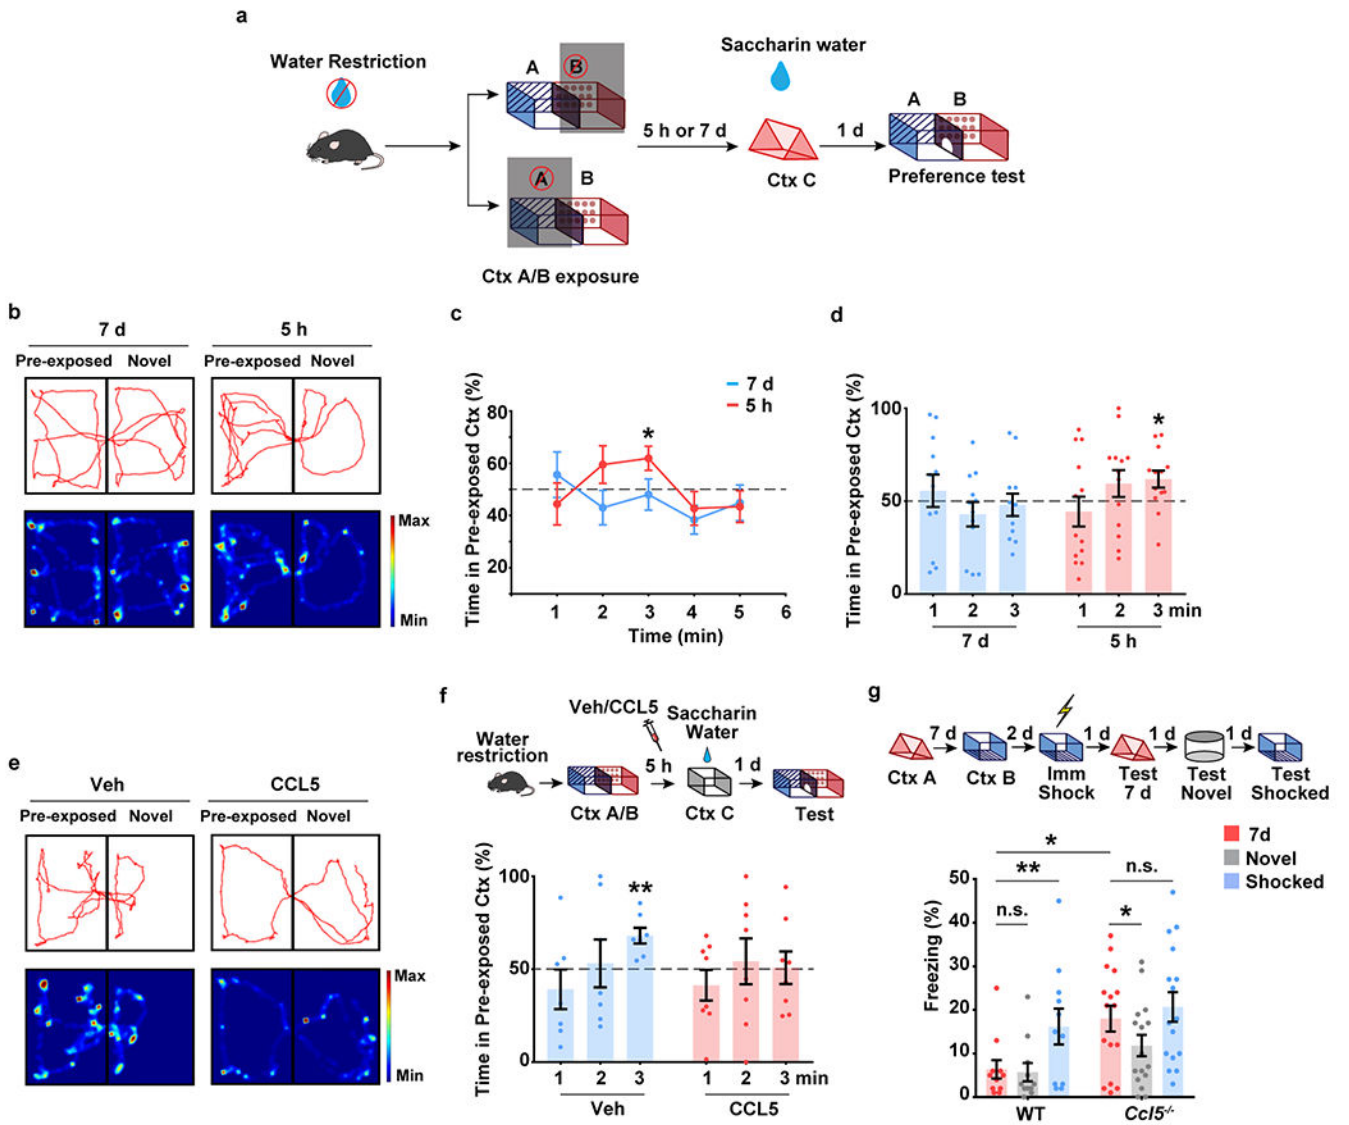 a
Water Restriction
A
B
A
B
Ctx A/B exposure
5 h or 7 d
Saccharin water
Ctx C
1 d
A B
Preference test
b
7 d
5 h
Pre-exposed Novel
Pre-exposed Novel
Max
Min
c
Time in Pre-exposed Ctx (%)
7 d
5 h
80
60
40
20
*
1 2 3 4 5 6
Time (min)
d
Time in Pre-exposed Ctx (%)
100
50
0
*
1 2 3 1 2 3 min
7 d
5 h
e
Veh
CCL5
Pre-exposed Novel
Pre-exposed Novel
Max
Min
f
Veh/CCL5
Saccharin
Water
Water
restriction
5 h
1 d
Ctx A/B
Ctx C
Test
Time in Pre-exposed Ctx (%)
100
50
0
**
1 2 3 1 2 3 min
Veh
CCL5
g
7 d
2 d
1 d
1 d
1 d
Ctx A
Ctx B
Imm
Shock
Test
7 d
Test
Novel
Test
Shocked
7d
Novel
Shocked
Freezing (%)
50
40
30
20
10
0
*
**
n.s.
n.s.
*
WT
Ccl5-/-